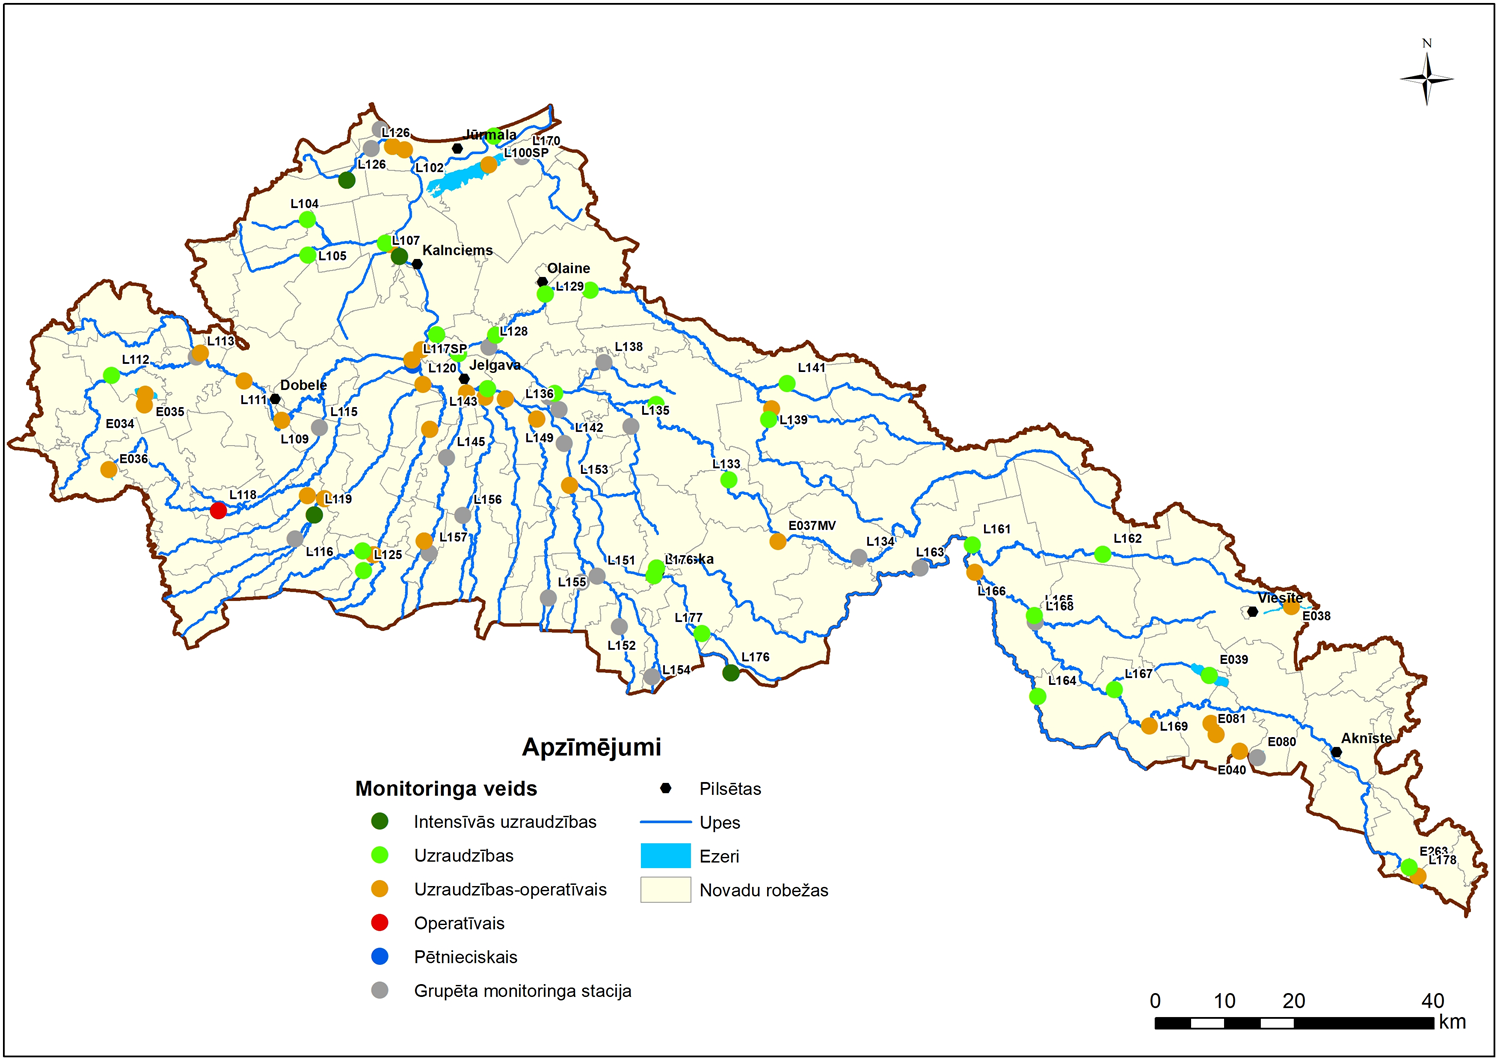 N
L126
Jūrmala
L170
L100SP
L126
L102
L104
L107
Kalnciems
L105
Olaine
L129
L128
L113
L117SP
L138
L112
L120
Jelgava
L141
Dobele
L111
L136
L143
L115
L135
E035
E034
L139
L109
L149
L142
L145
E036
L133
L153
L118
L119
L156
E037MV
L161
L157
L134
L162
L116
L125
L163
L176
ka
L151
L155
L166
L165
Viesīte
L168
E038
L177
L152
L176
E039
L154
L167
L164
E081
L169
Aknīste
E080
E040
E263
L178
Apzīmējumi
Monitoringa veids
Intensīvās uzraudzības
Uzraudzības
Uzraudzības-operatīvais
Operatīvais
Pētnieciskais
Grupēta monitoringa stacija
Pilsētas
Upes
Ezeri
Novadu robežas
0 10 20 40
km